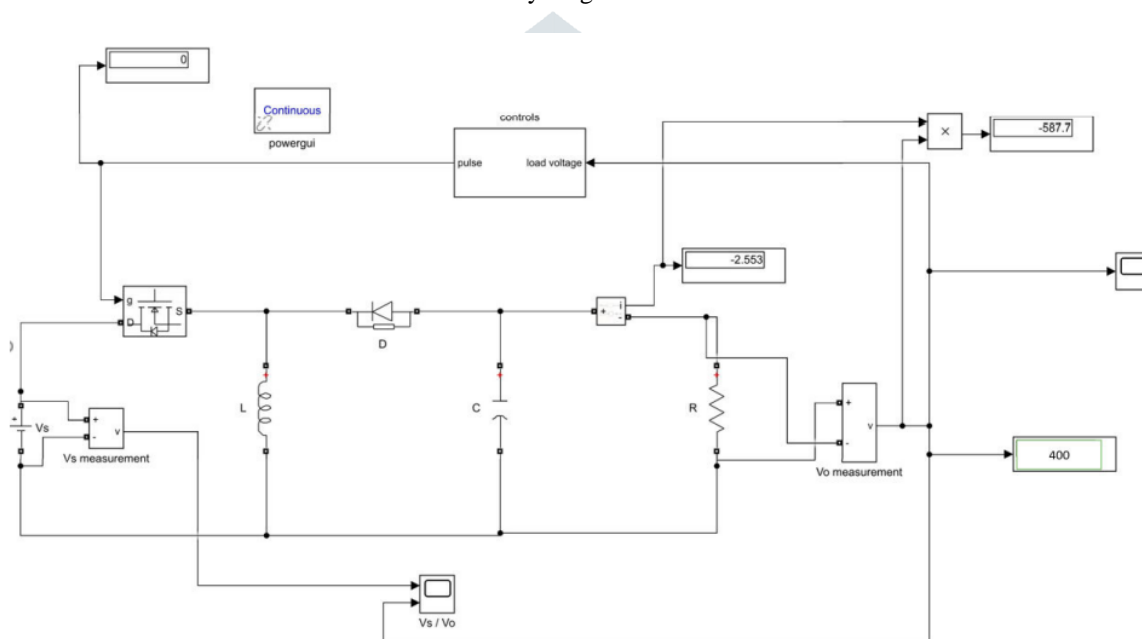 0
Continuous
powergui
controls
pulse
load voltage
×
-587.7
-2.553
g
D
S
i
+
-
D
L
C
R
+
Vs
+
-
v
Vs measurement
+
-
v
Vo measurement
400
Vs / Vo